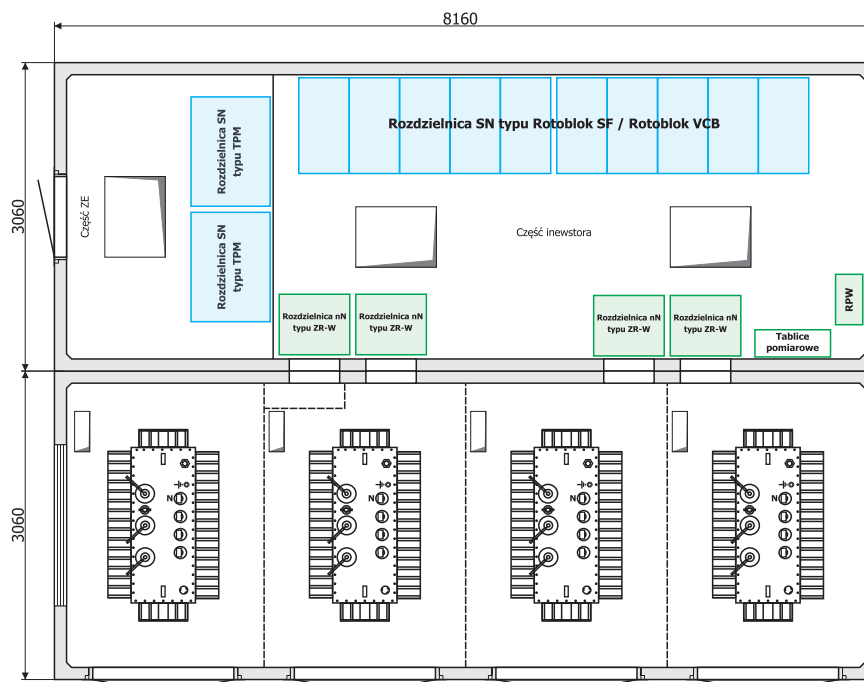 8160
3060
Część ZE
Rozdzielnica SN
typu TPM
Rozdzielnica SN
typu TPM
Rozdzielnica SN typu Rotoblok SF / Rotoblok VCB
Część inewstora
Rozdzielnica nN
typu ZR-W
Rozdzielnica nN
typu ZR-W
Rozdzielnica nN
typu ZR-W
Rozdzielnica nN
typu ZR-W
RPW
Tablice
pomiarowe
3060
N
N
N
N